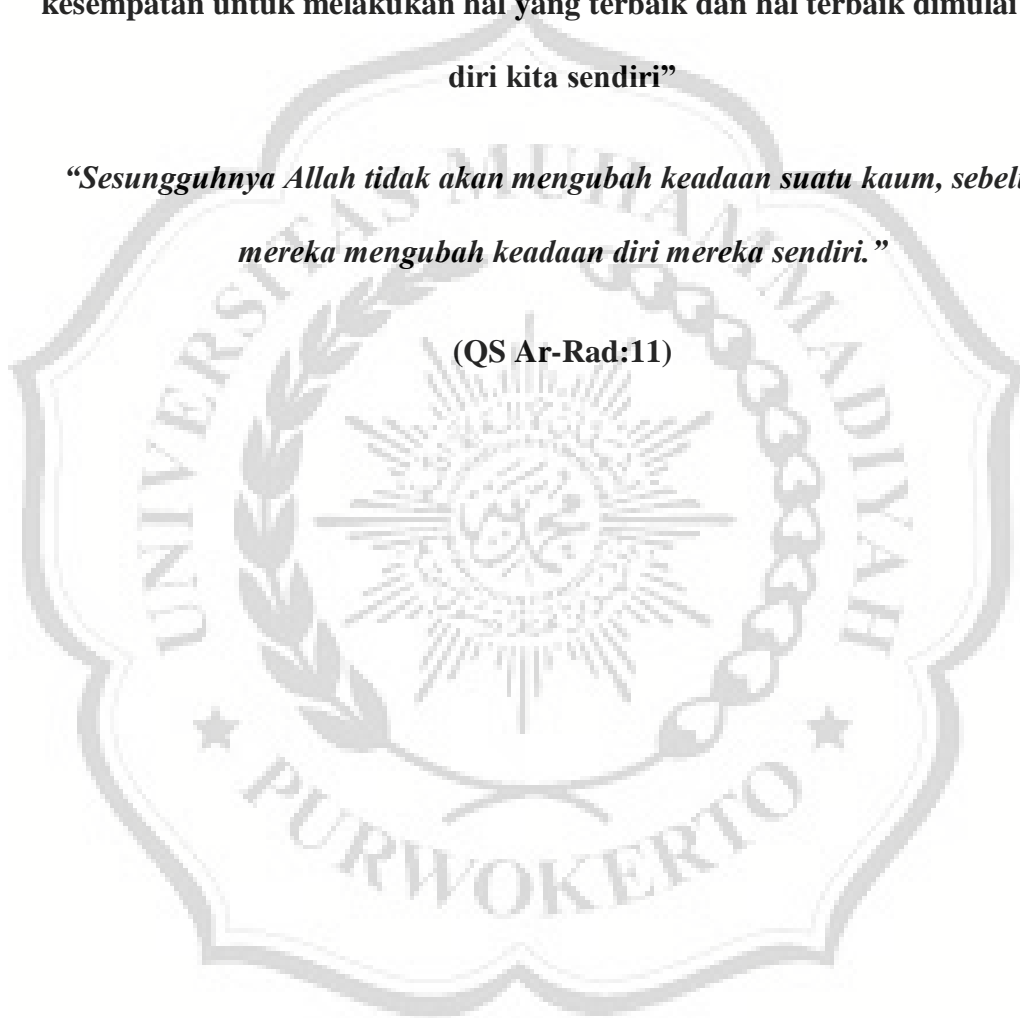 kesempatan untuk melakukan hal yang terbaik dan hal terbaik dimulai
diri kita sendiri”
“Sesungguhnya Allah tidak akan mengubah keadaan suatu kaum, sebel
mereka mengubah keadaan diri mereka sendiri.”
(QS Ar-Rad:11)
UNIVERSITAS MUHAMMADIYAH
PURWOKERTO